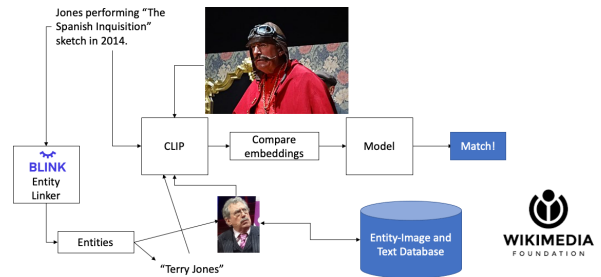 Jones performing “The
Spanish Inquisition”
sketch in 2014.
CLIP
Compare
embeddings
Model
Match!
BLINK
Entity
Linker
Entities
“Terry Jones”
Entity-Image and
Text Database
WIKIMEDIA
FOUNDATION